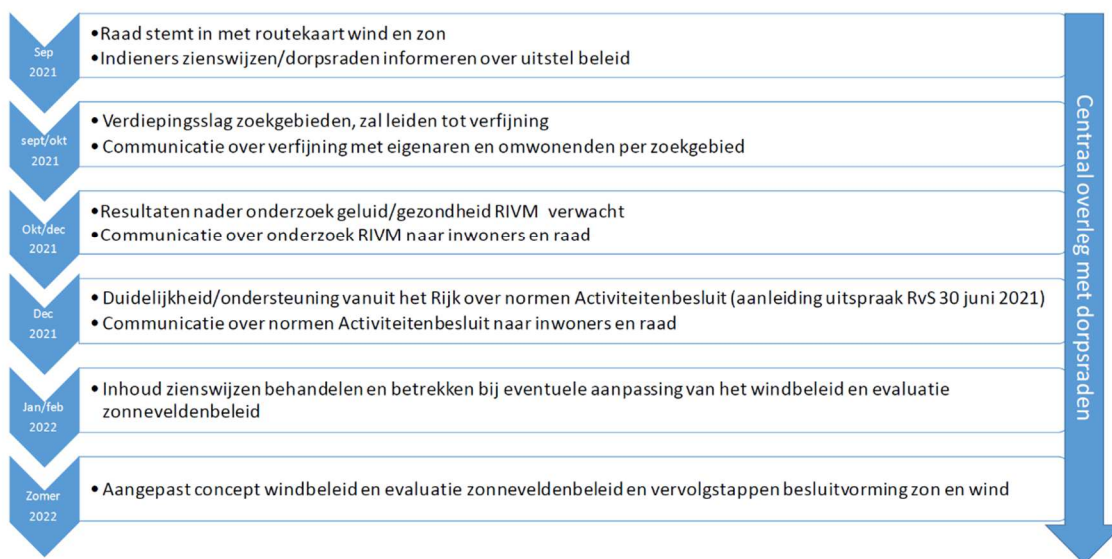 Sep
2021
•Raad stemt in met routekaart wind en zon
•Indieners zienswijzen/dorpsraden informeren over uitstel beleid
sept/okt
2021
•Verdiepingsslag zoekgebieden, zal leiden tot verfijning
•Communicatie over verfijning met eigenaren en omwonenden per zoekgebied
Okt/dec
2021
•Resultaten nader onderzoek geluid/gezondheid RIVM verwacht
•Communicatie over onderzoek RIVM naar inwoners en raad
Dec
2021
•Duidelijkheid/ondersteuning vanuit het Rijk over normen Activiteitenbesluit (aanleiding uitspraak RvS 30 juni 2021)
•Communicatie over normen Activiteitenbesluit naar inwoners en raad
Jan/feb
2022
•Inhoud zienswijzen behandelen en betrekken bij eventuele aanpassing van het windbeleid en evaluatie
zonneveldenbeleid
Zomer
2022
•Aangepast concept windbeleid en evaluatie zonneveldenbeleid en vervolgstappen besluitvorming zon en wind
Centraal overleg met dorpsraden